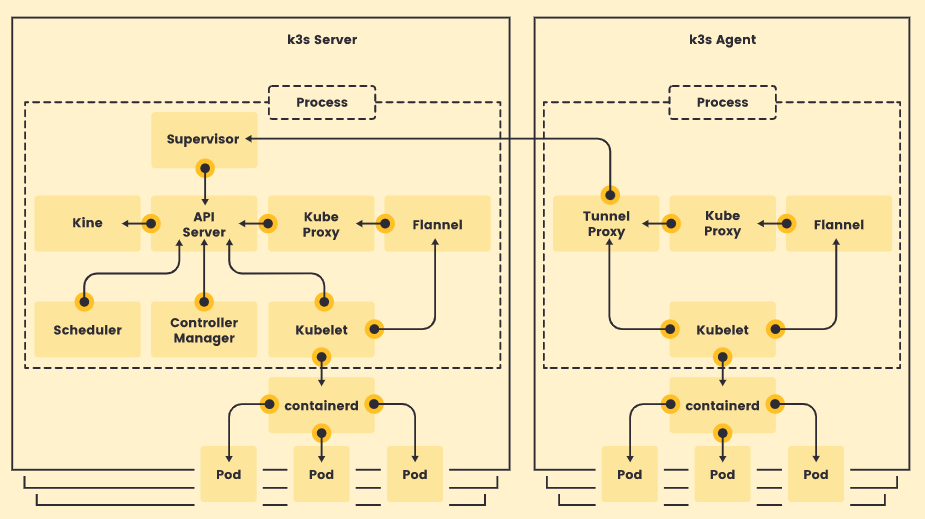 k3s Server
Process
Supervisor
Kine
API
Server
Kube
Proxy
Flannel
Scheduler
Controller
Manager
Kubelet
containerd
Pod
Pod
Pod
k3s Agent
Process
Tunnel
Proxy
Kube
Proxy
Flannel
Kubelet
containerd
Pod
Pod
Pod